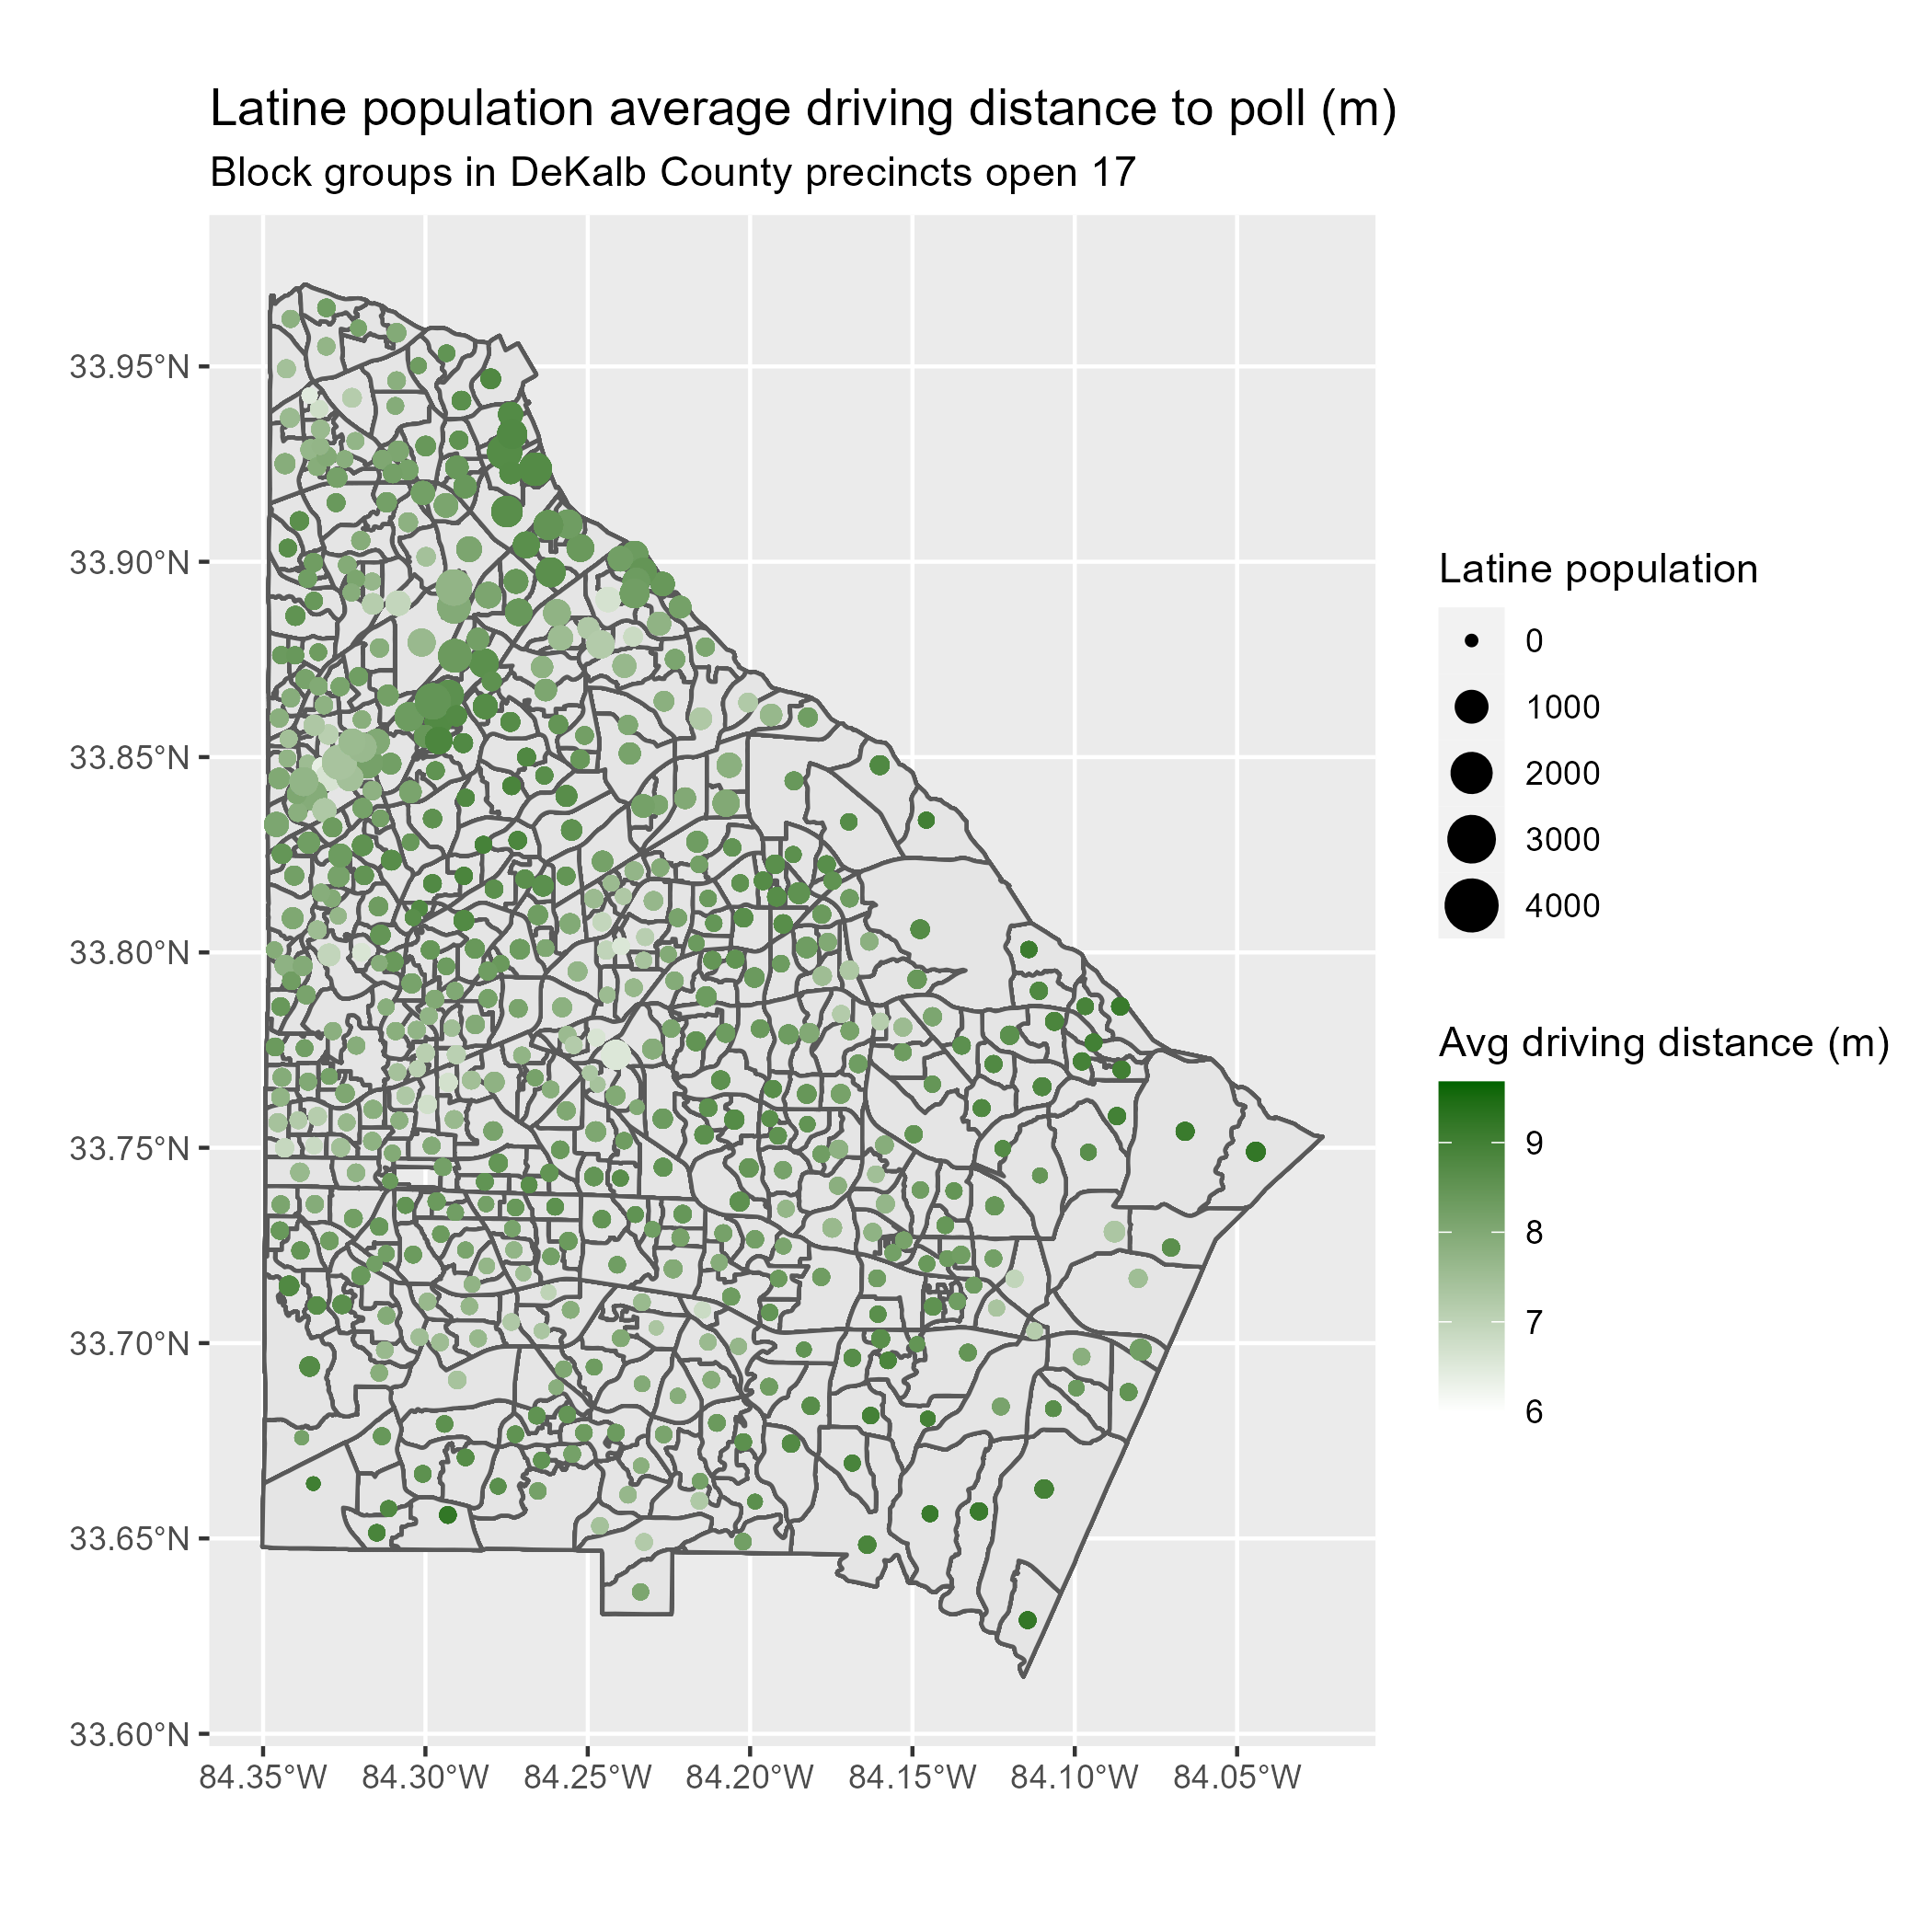 Latine population average driving distance to poll (m)
Block groups in DeKalb County precincts open 17
33.95°N
33.90°N
33.85°N
33.80°N
33.75°N
33.70°N
33.65°N
33.60°N
84.35°W 84.30°W 84.25°W 84.20°W 84.15°W 84.10°W 84.05°W
Latine population
0
1000
2000
3000
4000
Avg driving distance (m)
9
8
7
6